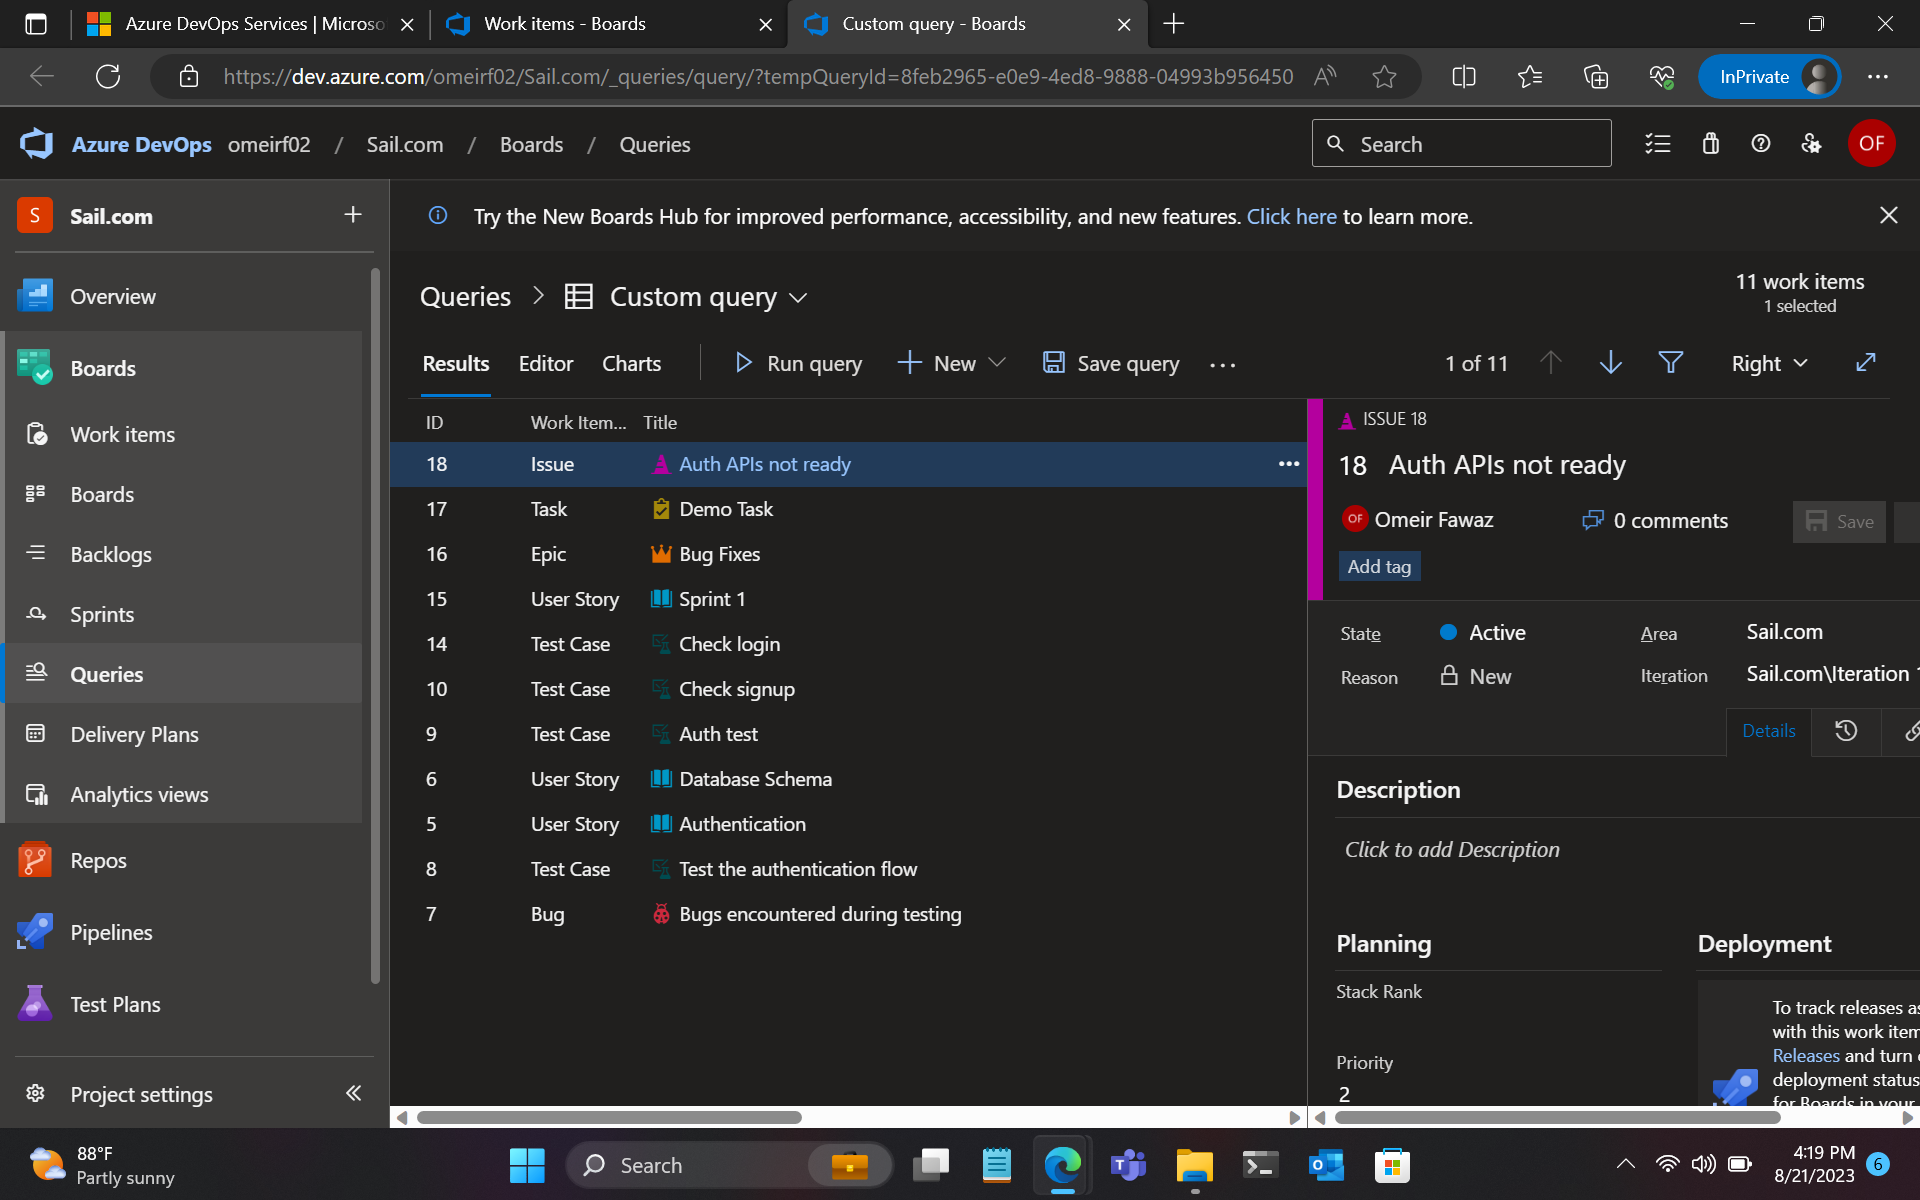 Azure DevOps Services | Microso
Work items - Boards
Custom query - Boards
https://dev.azure.com/omeirf02/Sail.com/_queries/query/?tempQueryId=8feb2965-e0e9-4ed8-9888-04993b956450
InPrivate
Azure DevOps omeirf02 / Sail.com / Boards / Queries
Search
OF
S Sail.com
Try the New Boards Hub for improved performance, accessibility, and new features. Click here to learn more.
Overview
Boards
Work items
Boards
Backlogs
Sprints
Queries
Delivery Plans
Analytics views
Repos
Pipelines
Test Plans
Project settings
Queries > Custom query
11 work items
1 selected
Results Editor Charts Run query New Save query
1 of 11 Right
ID Work Item... Title
18 Issue Auth APIs not ready
17 Task Demo Task
16 Epic Bug Fixes
15 User Story Sprint 1
14 Test Case Check login
10 Test Case Check signup
9 Test Case Auth test
6 User Story Database Schema
5 User Story Authentication
8 Test Case Test the authentication flow
7 Bug Bugs encountered during testing
ISSUE 18
18 Auth APIs not ready
OF Omeir Fawaz 0 comments Save
Add tag
State Active Area Sail.com
Reason New Iteration Sail.com\Iteration 1
Details
Description
Click to add Description
Planning
Stack Rank
Priority
2
Deployment
To track releases as
with this work item
Releases and turn
deployment status
for Boards in your
88°F
Partly sunny
Search
4:19 PM
8/21/2023
6